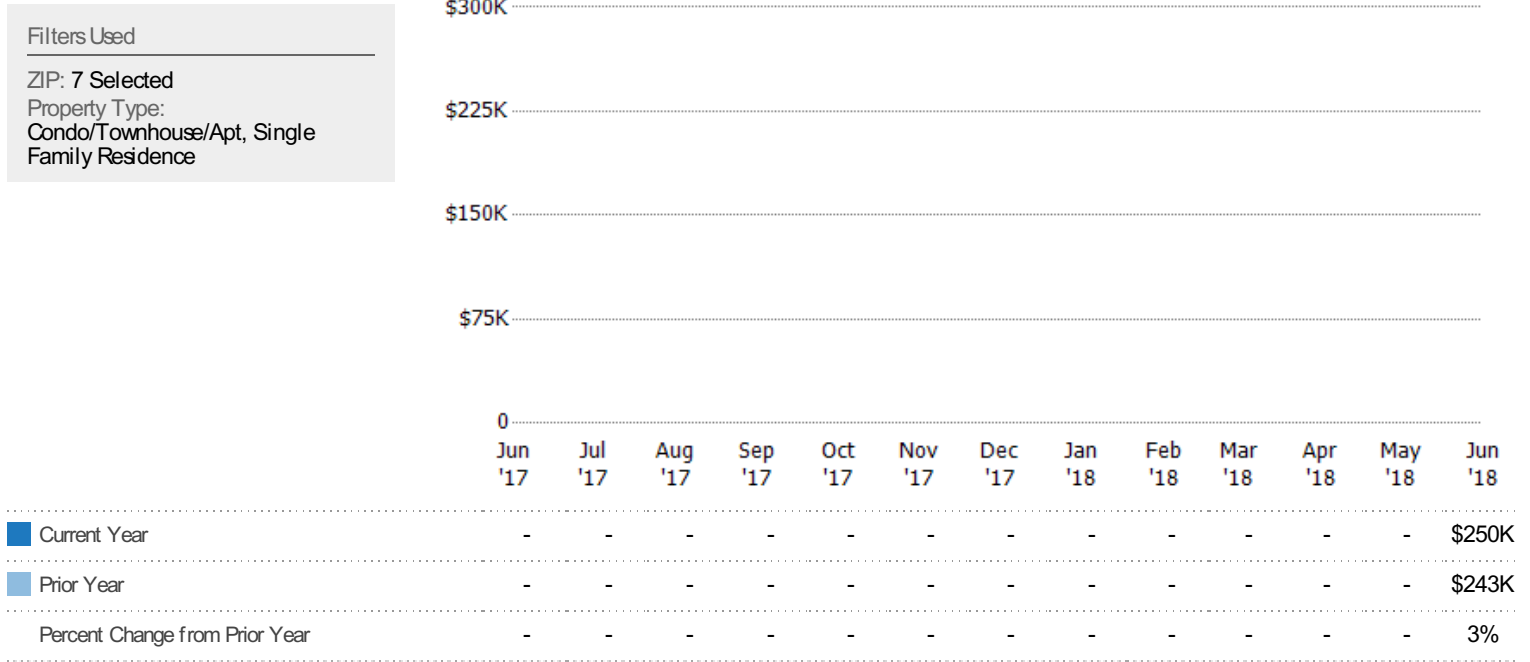 Filters Used
ZIP: 7 Selected
Property Type:
Condo/Townhouse/Apt, Single
Family Residence
$300K
$225K
$150K
$75K
0
Jun Jul Aug Sep Oct Nov Dec Jan Feb Mar Apr May Jun
'17 '17 '17 '17 '17 '17 '17 '18 '18 '18 '18 '18 '18
Current Year - - - - - - - - - - - - $250K
Prior Year - - - - - - - - - - - - $243K
Percent Change from Prior Year - - - - - - - - - - - - 3%